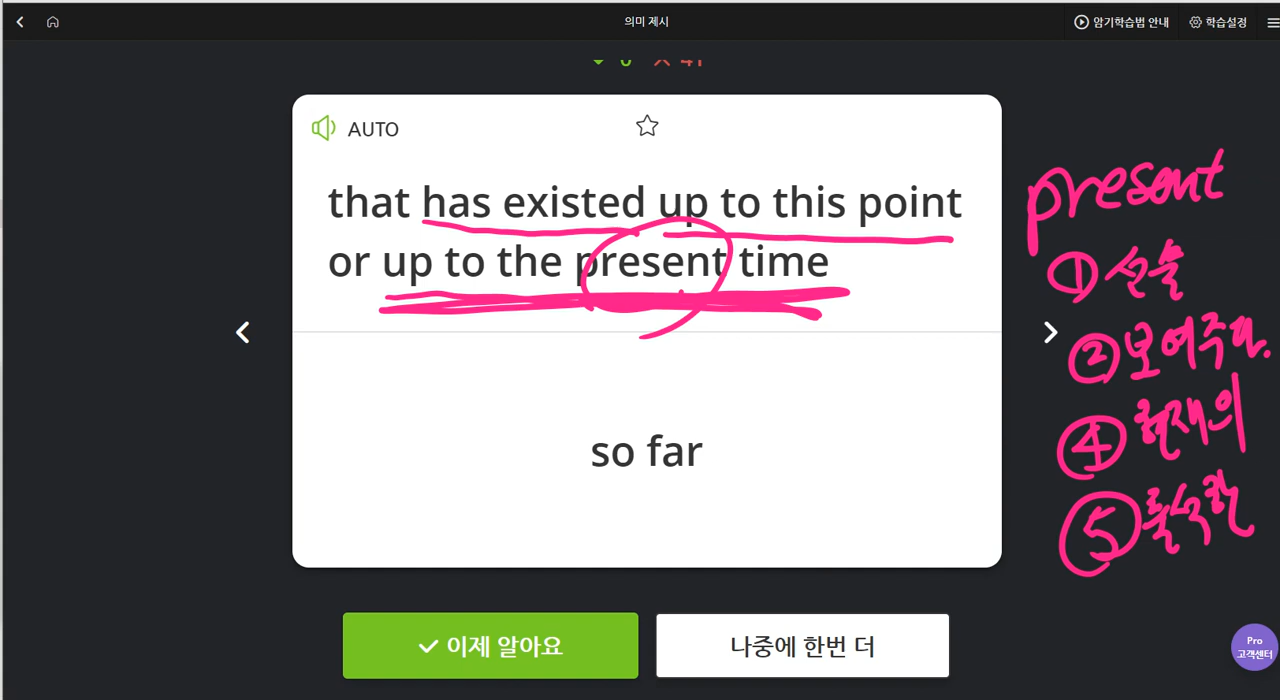 의미 제시
암기학습법 안내
학습설정
AUTO
that has existed up to this point
or up to the present time
so far
present
① 선물
② 보여주다.
④ 현재의
⑤ 출석한
이제 알아요
나중에 한번 더
Pro
고객센터